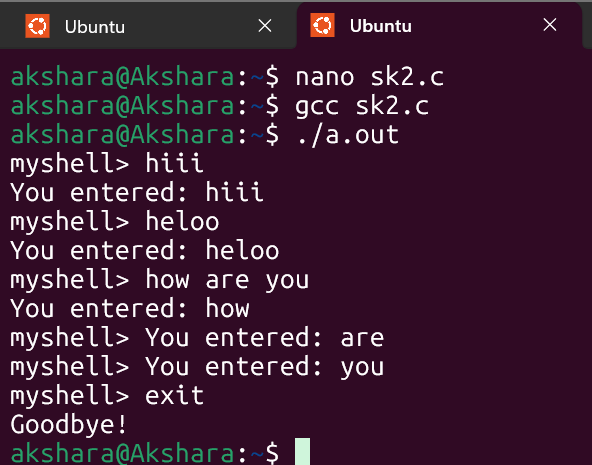 Ubuntu
Ubuntu
akshara@Akshara:~$ nano sk2.c
akshara@Akshara:~$ gcc sk2.c
akshara@Akshara:~$ ./a.out
myshell> hiii
You entered: hiii
myshell> heloo
You entered: heloo
myshell> how are you
You entered: how
myshell> You entered: are
myshell> You entered: you
myshell> exit
Goodbye!
akshara@Akshara:~$